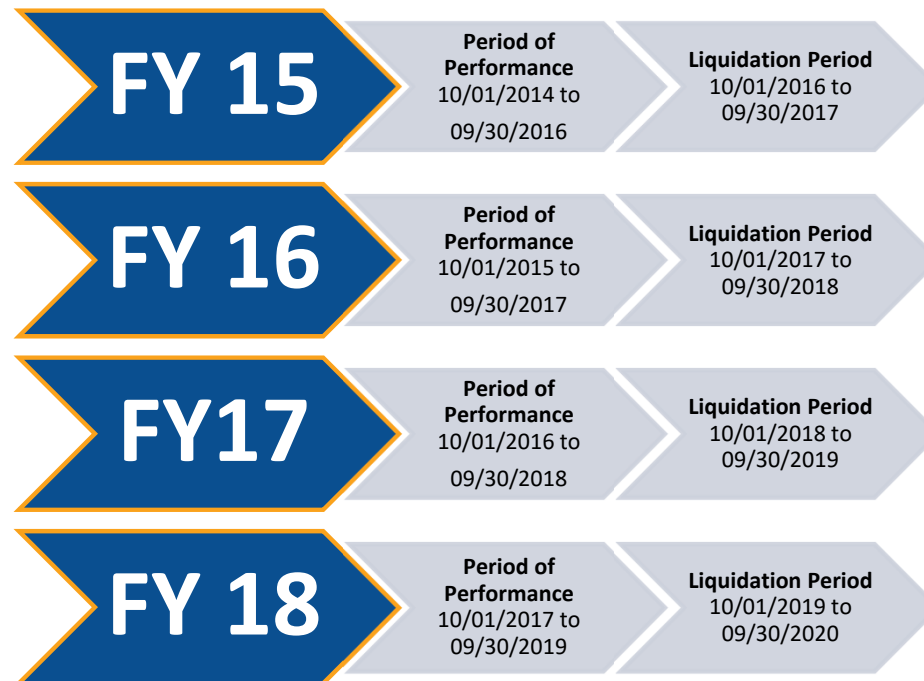 FY 15
Period of
Performance
10/01/2014 to
09/30/2016
Liquidation Period
10/01/2016 to
09/30/2017
FY 16
Period of
Performance
10/01/2015 to
09/30/2017
Liquidation Period
10/01/2017 to
09/30/2018
FY17
Period of
Performance
10/01/2016 to
09/30/2018
Liquidation Period
10/01/2018 to
09/30/2019
FY 18
Period of
Performance
10/01/2017 to
09/30/2019
Liquidation Period
10/01/2019 to
09/30/2020